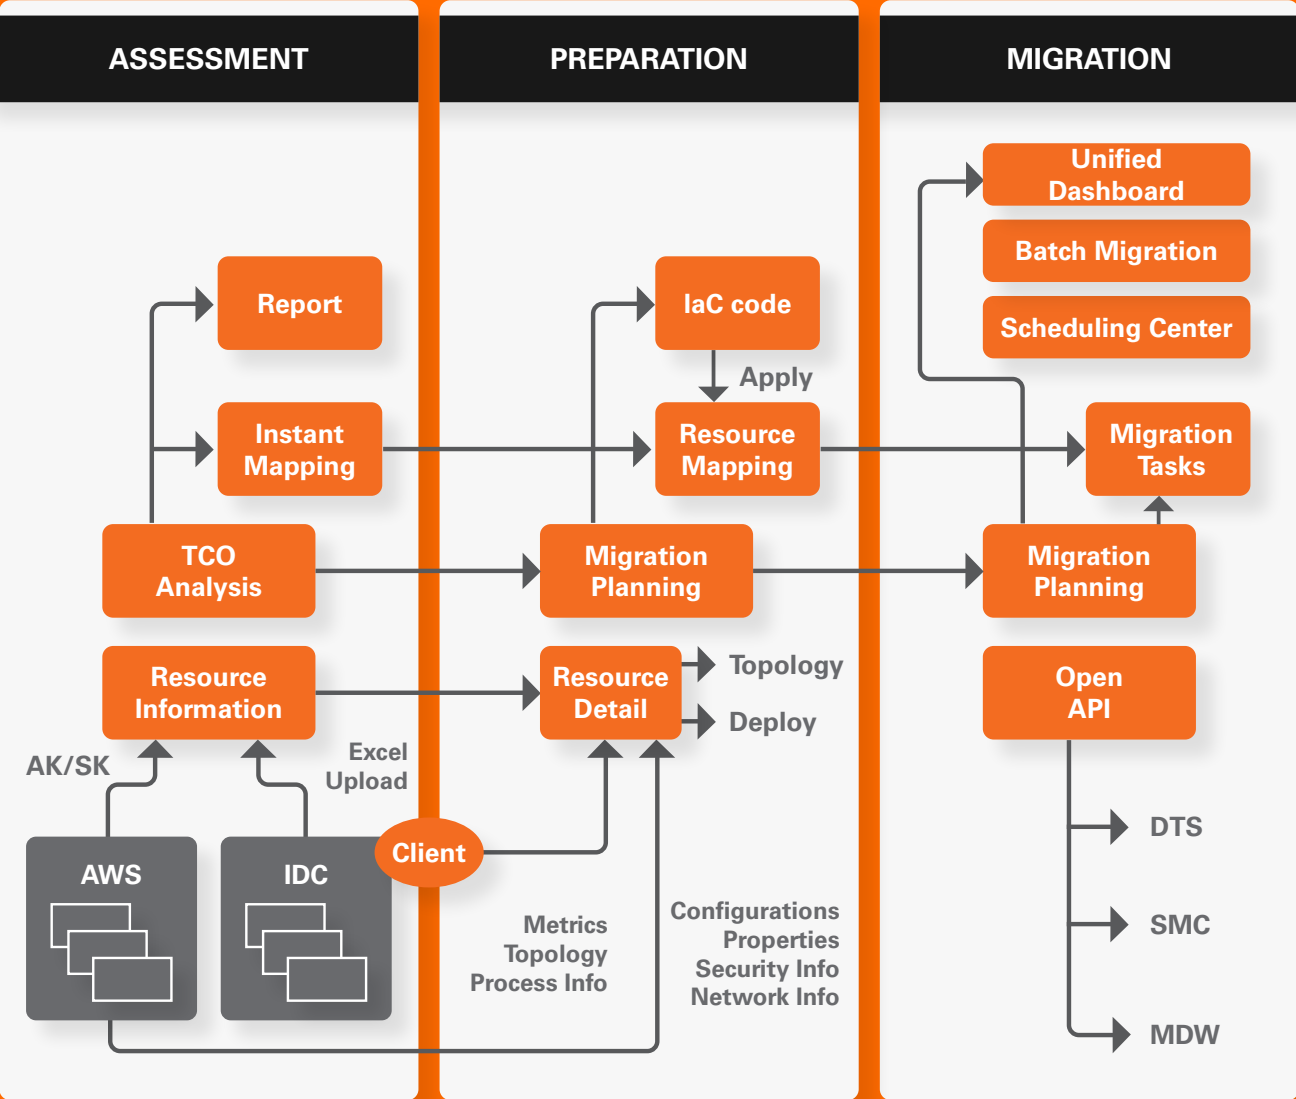 ASSESSMENT
Report
Instant
Mapping
TCO
Analysis
Resource
Information
AK/SK
Excel
Upload
AWS
IDC
Client
PREPARATION
IaC code
Apply
Resource
Mapping
Migration
Planning
Resource
Detail
Topology
Deploy
Metrics
Topology
Process Info
Configurations
Properties
Security Info
Network Info
MIGRATION
Unified
Dashboard
Batch Migration
Scheduling Center
Migration
Tasks
Migration
Planning
Open
API
DTS
SMC
MDW